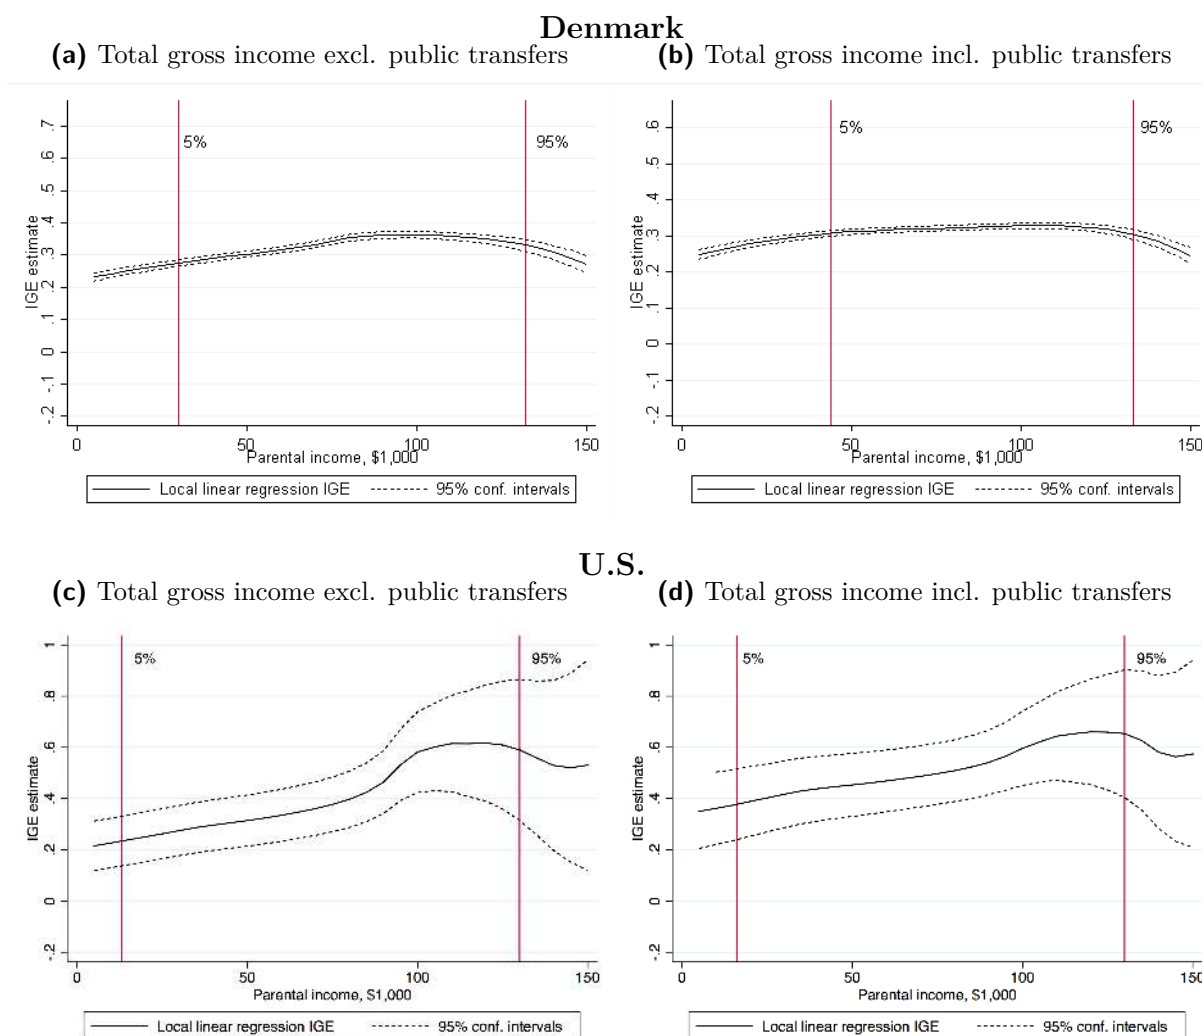 Denmark
(a) Total gross income excl. public transfers
(b) Total gross income incl. public transfers
IGE estimate
-.2 -.1 0 .1 .2 .3 .4 .5 .6 .7
5%
95%
0 50 100 150
Parental income, $1,000
Local linear regression IGE 95% conf. intervals
IGE estimate
-.2 -.1 0 .1 .2 .3 .4 .5 .6
5%
95%
0 50 100 150
Parental income, $1,000
Local linear regression IGE 95% conf. intervals
U.S.
(c) Total gross income excl. public transfers
(d) Total gross income incl. public transfers
IGE estimate
-.2 0 .2 .4 .6 .8 1
5%
95%
0 50 100 150
Parental income, $1,000
Local linear regression IGE 95% conf. intervals
IGE estimate
-.2 0 .2 .4 .6 .8 1
5%
95%
0 50 100 150
Parental income, $1,000
Local linear regression IGE 95% conf. intervals